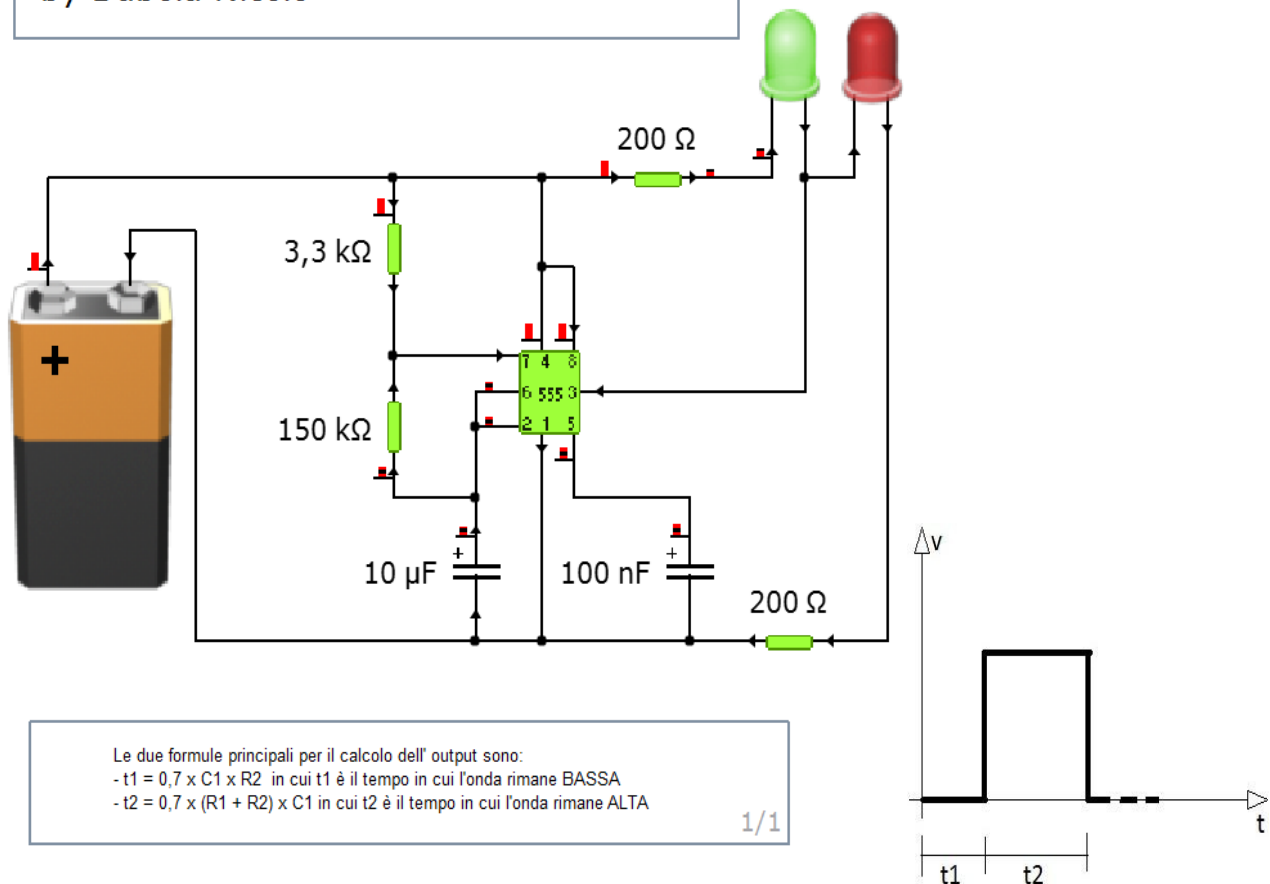 200 Ω
3,3 kΩ
+
7 4 8
6 555 3
2 1 5
150 kΩ
+
10 µF
+
100 nF
200 Ω
v
Le due formule principali per il calcolo dell' output sono:
- t1 = 0,7 x C1 x R2 in cui t1 è il tempo in cui l'onda rimane BASSA
- t2 = 0,7 x (R1 + R2) x C1 in cui t2 è il tempo in cui l'onda rimane ALTA
1/1
t
t1 t2